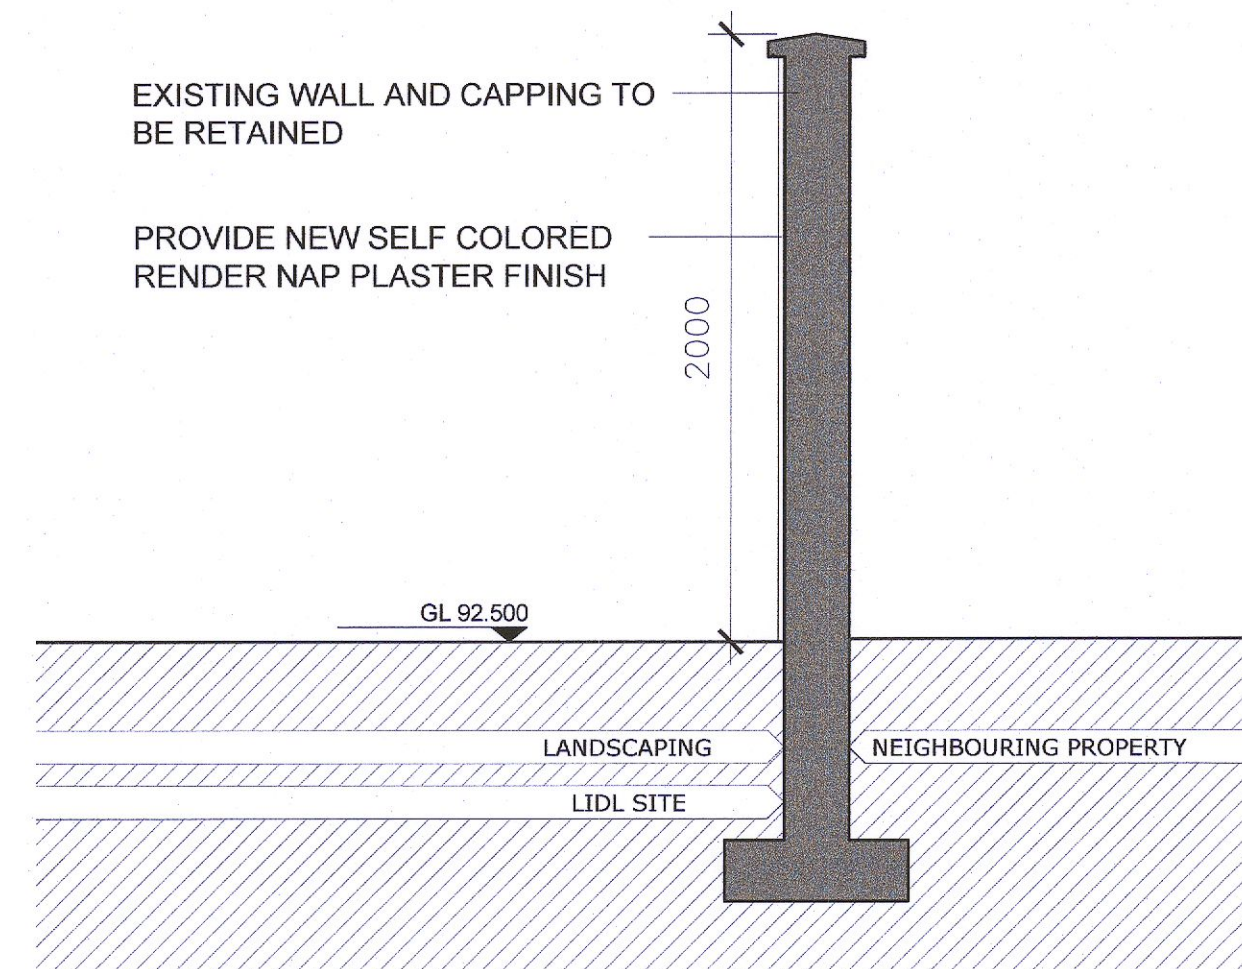 EXISTING WALL AND CAPPING TO
BE RETAINED
PROVIDE NEW SELF COLORED
RENDER NAP PLASTER FINISH
2000
GL 92.500
LANDSCAPING
NEIGHBOURING PROPERTY
LIDL SITE